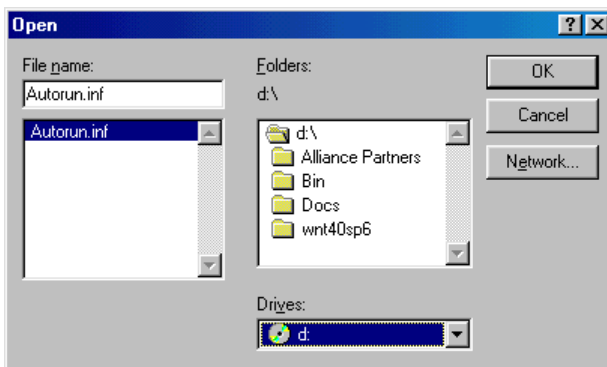 Open
File name:
Autorun.inf
Autorun.inf
Folders:
d:\
d:\
Alliance Partners
Bin
Docs
wnt40sp6
Drives:
d:
OK
Cancel
Network...